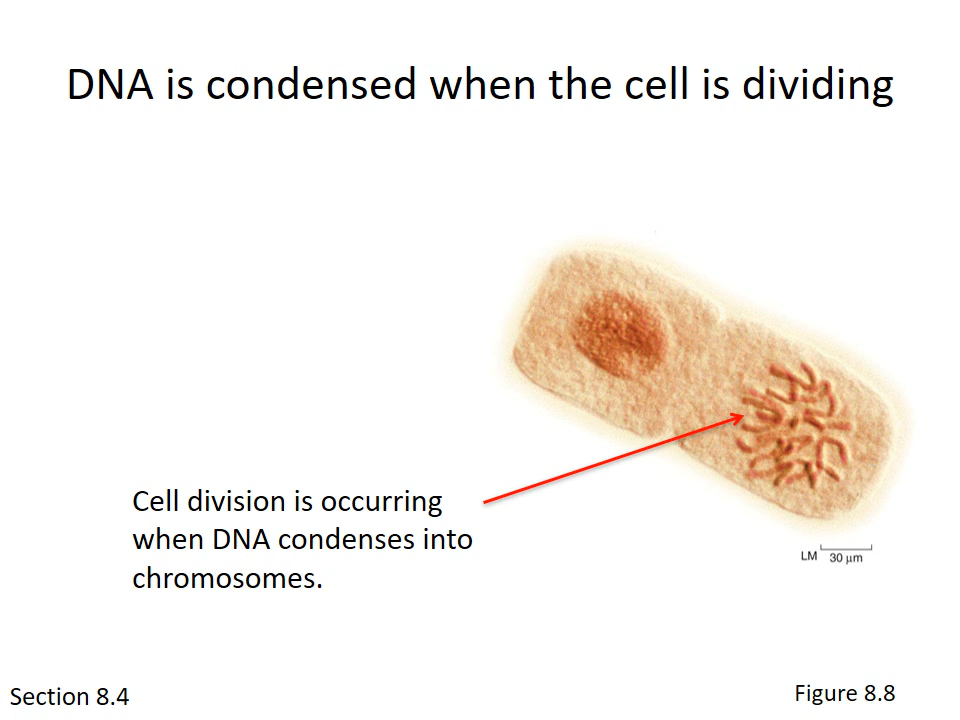 DNA is condensed when the cell is dividing
Cell division is occurring
when DNA condenses into
chromosomes.
LM 30 µm
Section 8.4
Figure 8.8